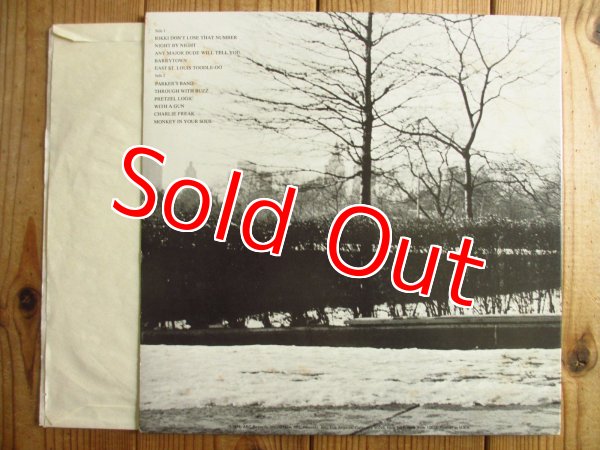 Side 1
RIKKI DON'T LOSE THAT NUMBER
NIGHT BY NIGHT
ANY MAJOR DUDE WILL TELL YOU
BARRYTOWN
EAST ST. LOUIS TOODLE-OO
Side 2
PARKER'S BAND
THROUGH WITH BUZZ
PRETZEL LOGIC
WITH A GUN
CHARLIE FREAK
MONKEY IN YOUR SOUL
Sold Out